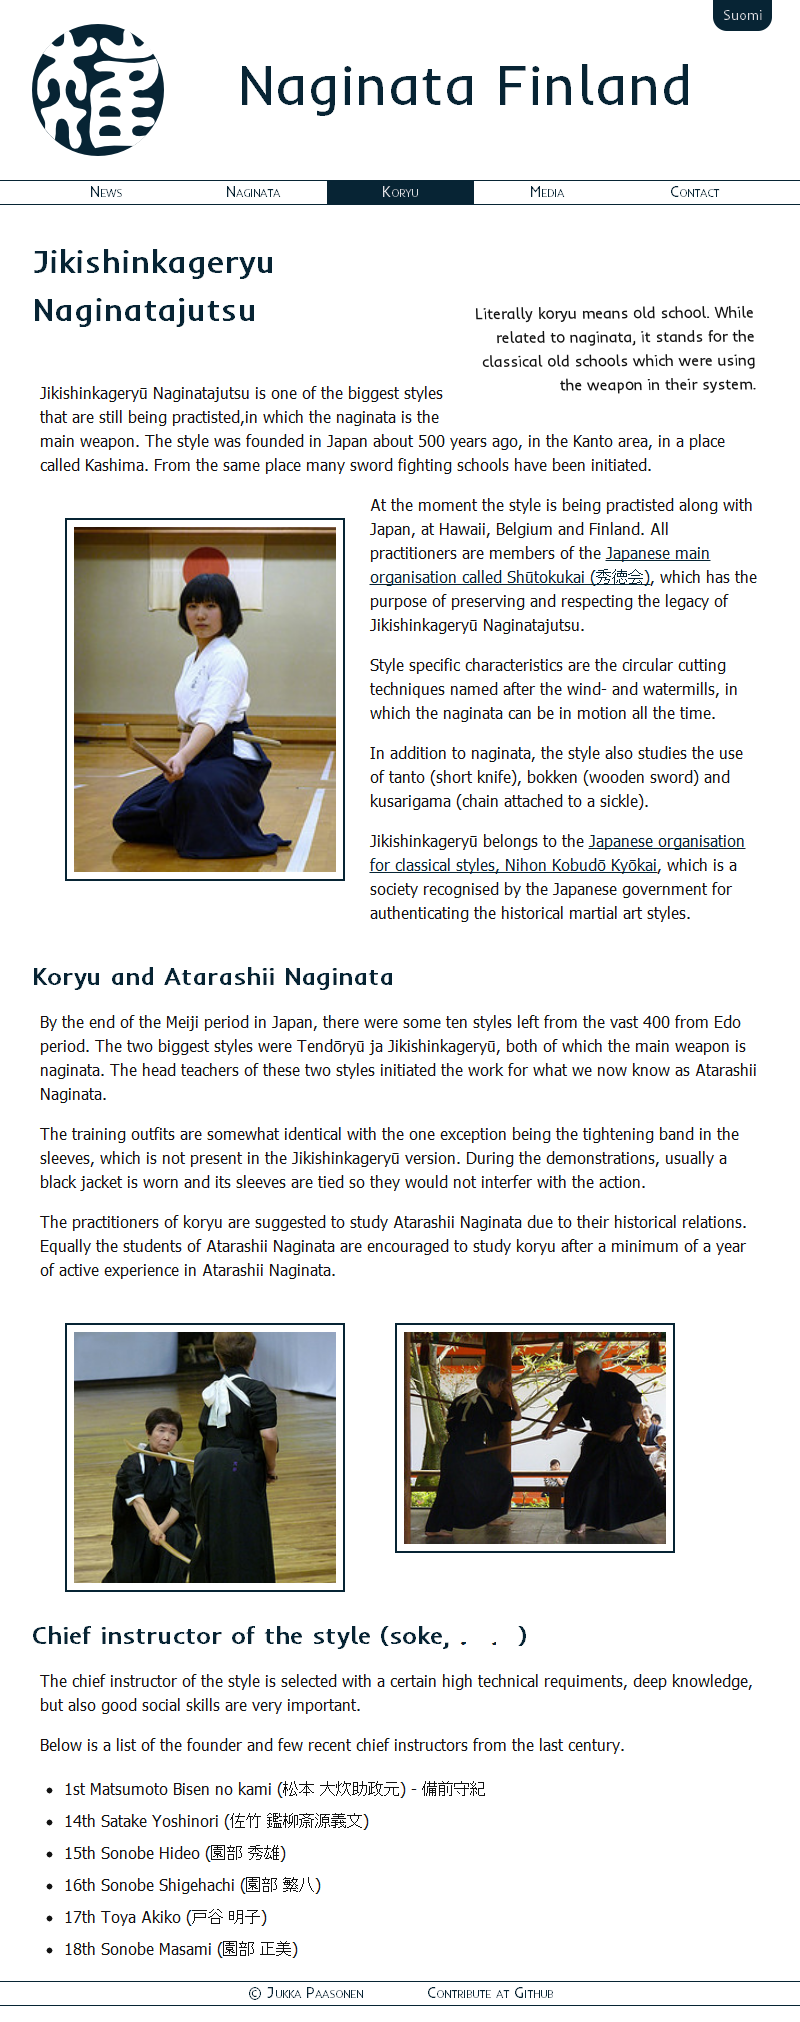 Suomi
Naginata Finland
News Naginata Koryu Media Contact
Jikishinkageryu
Naginatajutsu
Literally koryu means old school. While
related to naginata, it stands for the
classical old schools which were using
the weapon in their system.
Jikishinkageryū Naginatajutsu is one of the biggest styles
that are still being practisted,in which the naginata is the
main weapon. The style was founded in Japan about 500 years ago, in the Kanto area, in a place
called Kashima. From the same place many sword fighting schools have been initiated.
At the moment the style is being practisted along with
Japan, at Hawaii, Belgium and Finland. All
practitioners are members of the Japanese main
organisation called Shūtokukai (秀徳会), which has the
purpose of preserving and respecting the legacy of
Jikishinkageryū Naginatajutsu.
Style specific characteristics are the circular cutting
techniques named after the wind- and watermills, in
which the naginata can be in motion all the time.
In addition to naginata, the style also studies the use
of tanto (short knife), bokken (wooden sword) and
kusarigama (chain attached to a sickle).
Jikishinkageryū belongs to the Japanese organisation
for classical styles, Nihon Kobudō Kyōkai, which is a
society recognised by the Japanese government for
authenticating the historical martial art styles.
Koryu and Atarashii Naginata
By the end of the Meiji period in Japan, there were some ten styles left from the vast 400 from Edo
period. The two biggest styles were Tendōryū ja Jikishinkageryū, both of which the main weapon is
naginata. The head teachers of these two styles initiated the work for what we now know as Atarashii
Naginata.
The training outfits are somewhat identical with the one exception being the tightening band in the
sleeves, which is not present in the Jikishinkageryū version. During the demonstrations, usually a
black jacket is worn and its sleeves are tied so they would not interfer with the action.
The practitioners of koryu are suggested to study Atarashii Naginata due to their historical relations.
Equally the students of Atarashii Naginata are encouraged to study koryu after a minimum of a year
of active experience in Atarashii Naginata.
Chief instructor of the style (soke, )
The chief instructor of the style is selected with a certain high technical requiments, deep knowledge,
but also good social skills are very important.
Below is a list of the founder and few recent chief instructors from the last century.
1st Matsumoto Bisen no kami (松本 大炊助政元) - 備前守紀
14th Satake Yoshinori (佐竹 鑑柳斎源義文)
15th Sonobe Hideo (園部 秀雄)
16th Sonobe Shigehachi (園部 繁八)
17th Toya Akiko (戸谷 明子)
18th Sonobe Masami (園部 正美)
© Jukka Paasonen Contribute at Github